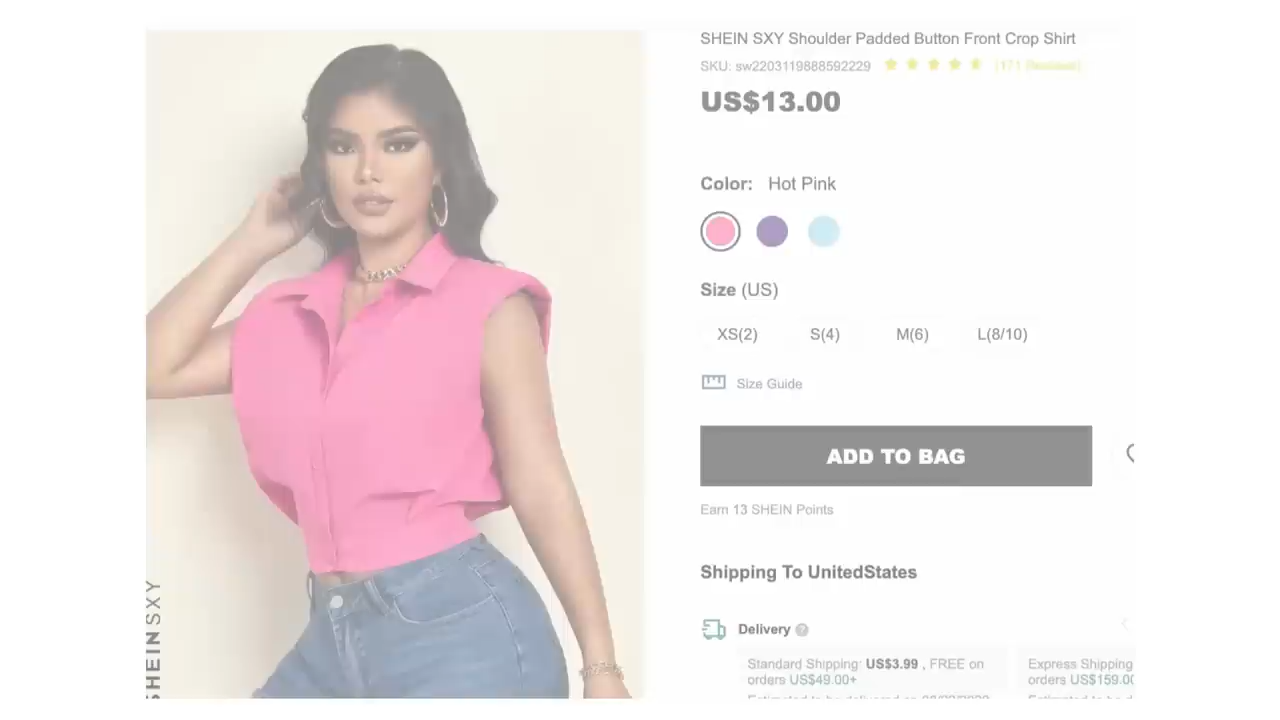 SHEIN SXY Shoulder Padded Button Front Crop Shirt
SKU: sw2203119888592229
US$13.00
Color: Hot Pink
Size (US)
XS(2) S(4) M(6) L(8/10)
Size Guide
ADD TO BAG
Earn 13 SHEIN Points
Shipping To UnitedStates
Delivery
Standard Shipping: US$3.99 , FREE on
orders US$49.00+
Express Shipping
orders US$159.00
SHEINSXY